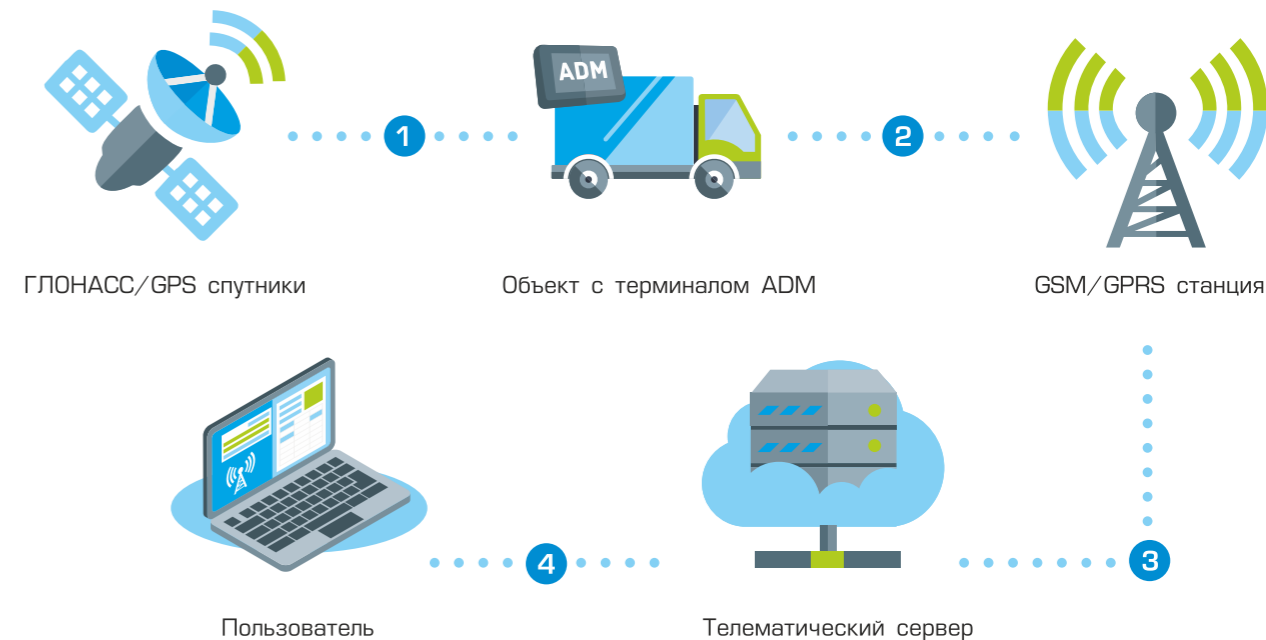 ADM
1
2
ГЛОНАСС/GPS спутники
Объект с терминалом ADM
GSM/GPRS станция
4
3
Пользователь
Телематический сервер